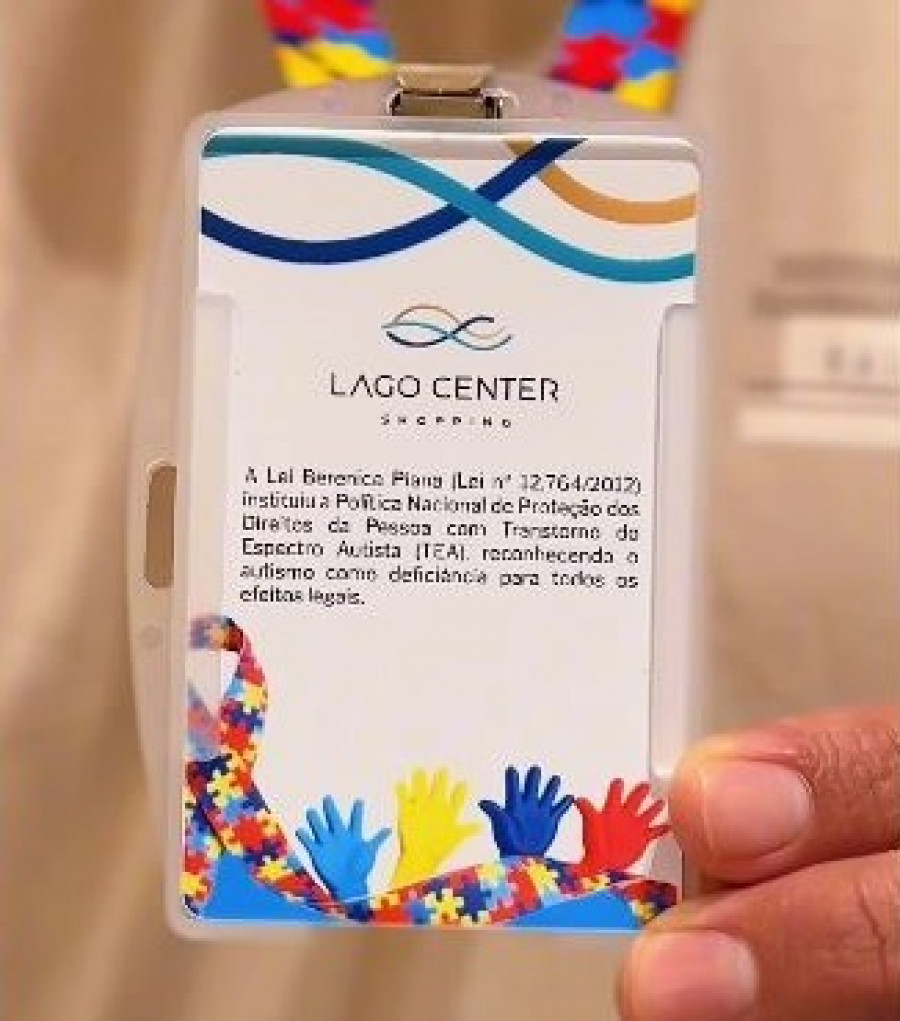 LAGO CENTER
SHOPPING
A Lei Berenice Piana (Lei nº 12.764/2012)
instituiu a Política Nacional de Proteção dos
Direitos da Pessoa com Transtorno do
Espectro Autista (TEA), reconhecendo o
autismo como deficiência para todos os
efeitos legais.